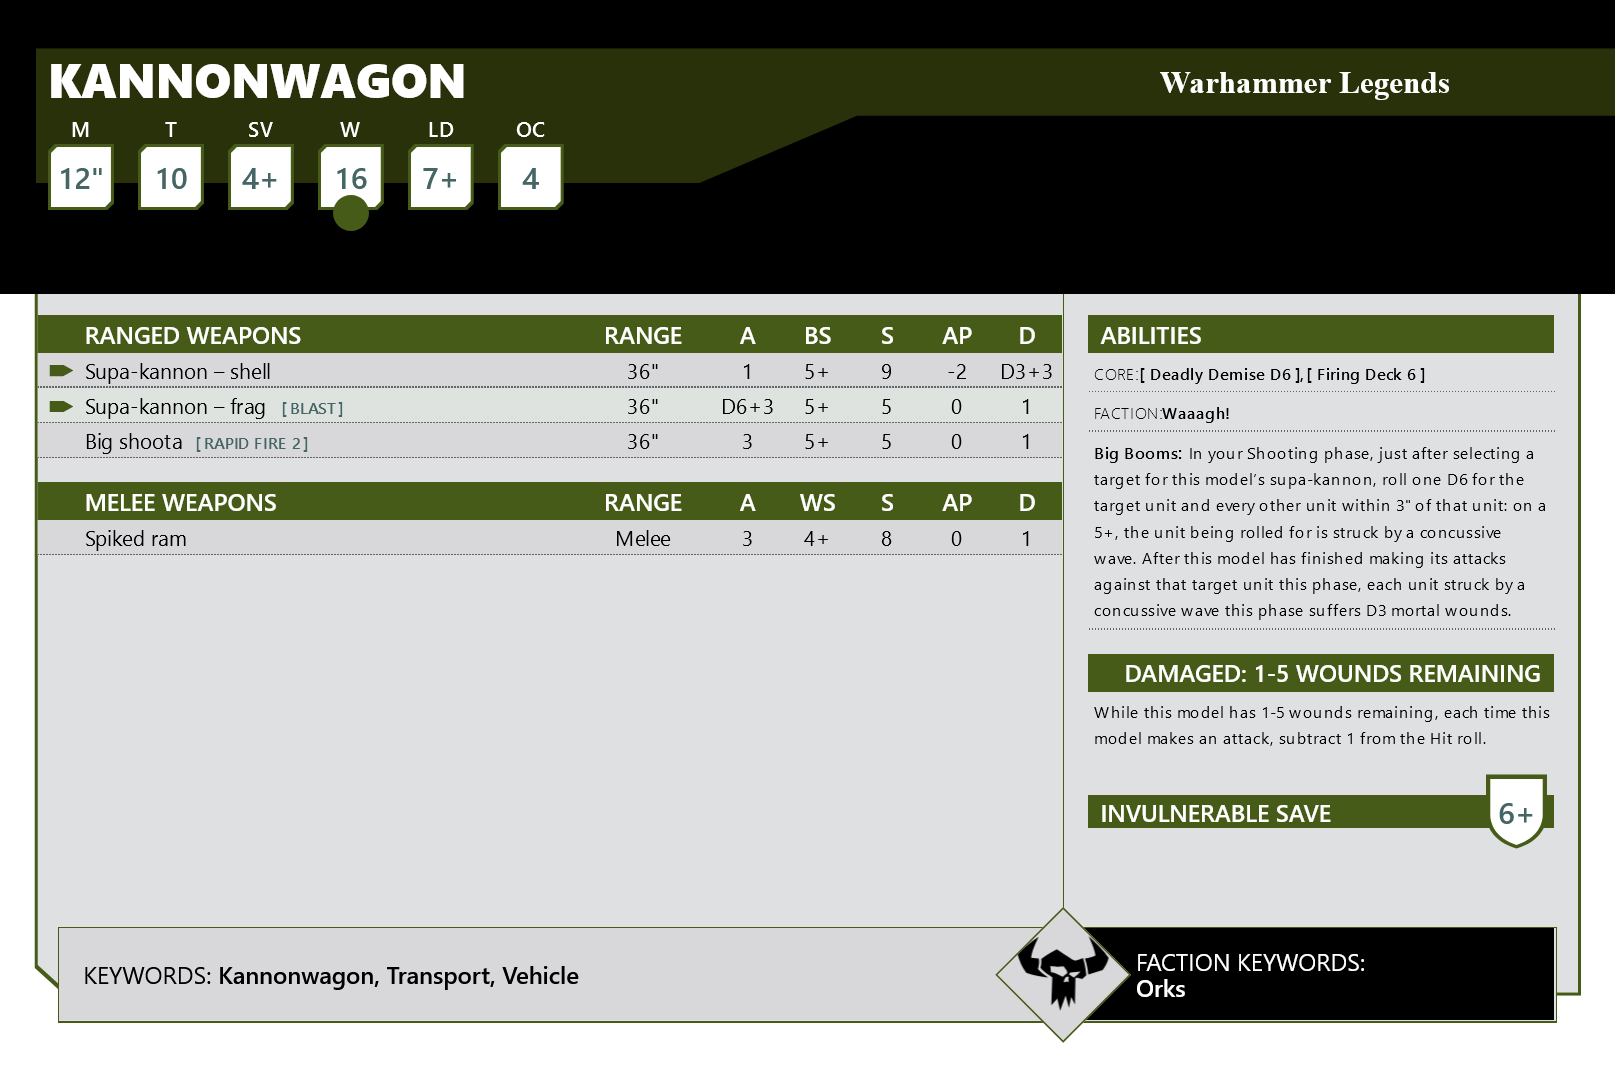 KANNONWAGON
Warhammer Legends
M T SV W LD OC
12" 10 4+ 16 7+ 4
RANGED WEAPONS RANGE A BS S AP D
Supa-kannon – shell 36" 1 5+ 9 -2 D3+3
Supa-kannon – frag [BLAST] 36" D6+3 5+ 5 0 1
Big shoota [RAPID FIRE 2] 36" 3 5+ 5 0 1
MELEE WEAPONS RANGE A WS S AP D
Spiked ram Melee 3 4+ 8 0 1
ABILITIES
CORE:[ Deadly Demise D6 ], [ Firing Deck 6 ]
FACTION:Waaagh!
Big Booms: In your Shooting phase, just after selecting a
target for this model’s supa-kannon, roll one D6 for the
target unit and every other unit within 3" of that unit: on a
5+, the unit being rolled for is struck by a concussive
wave. After this model has finished making its attacks
against that target unit this phase, each unit struck by a
concussive wave this phase suffers D3 mortal wounds.
DAMAGED: 1-5 WOUNDS REMAINING
While this model has 1-5 wounds remaining, each time this
model makes an attack, subtract 1 from the Hit roll.
INVULNERABLE SAVE 6+
KEYWORDS: Kannonwagon, Transport, Vehicle
FACTION KEYWORDS:
Orks